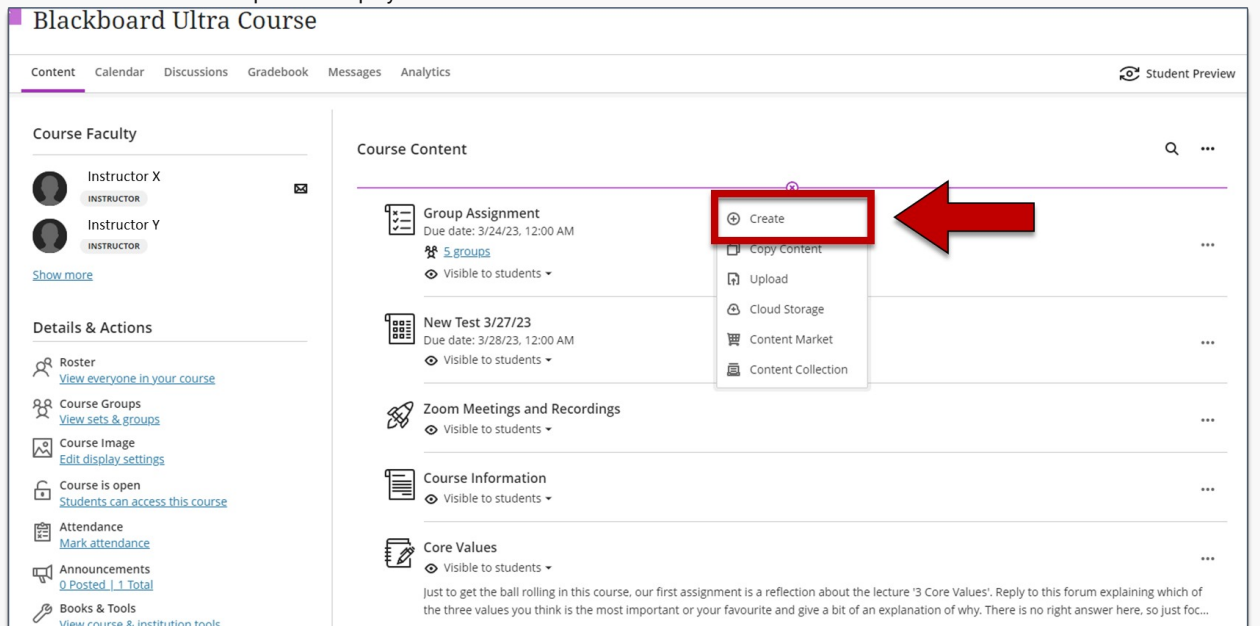 Blackboard Ultra Course
Content Calendar Discussions Gradebook Messages Analytics Student Preview
Course Faculty
Instructor X
INSTRUCTOR
Instructor Y
INSTRUCTOR
Show more
Details & Actions
Roster
View everyone in your course
Course Groups
View sets & groups
Course Image
Edit display settings
Course is open
Students can access this course
Attendance
Mark attendance
Announcements
0 Posted | 1 Total
Books & Tools
View course & institution tools
Course Content
Group Assignment
Due date: 3/24/23, 12:00 AM
5 groups
Visible to students
New Test 3/27/23
Due date: 3/28/23, 12:00 AM
Visible to students
Zoom Meetings and Recordings
Visible to students
Course Information
Visible to students
Core Values
Visible to students
Just to get the ball rolling in this course, our first assignment is a reflection about the lecture '3 Core Values'. Reply to this forum explaining which of
the three values you think is the most important or your favourite and give a bit of an explanation of why. There is no right answer here, so just foc...
Create
Copy Content
Upload
Cloud Storage
Content Market
Content Collection